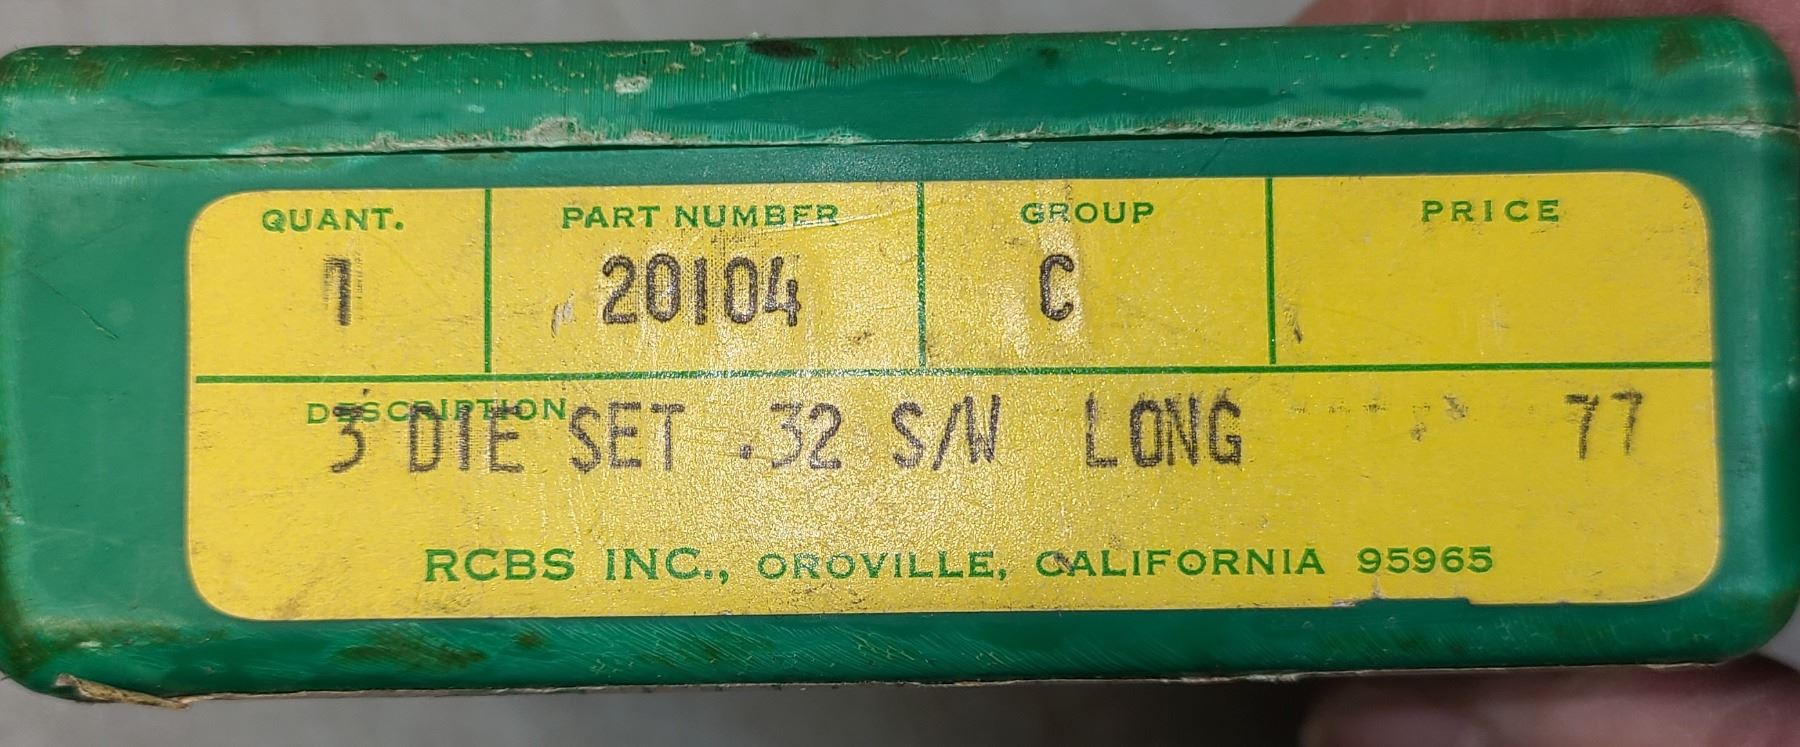 QUANT. PART NUMBER GROUP PRICE
1 20104 C
DESCRIPTION
3 DIE SET .32 S/W LONG 77
RCBS INC., OROVILLE, CALIFORNIA 95965